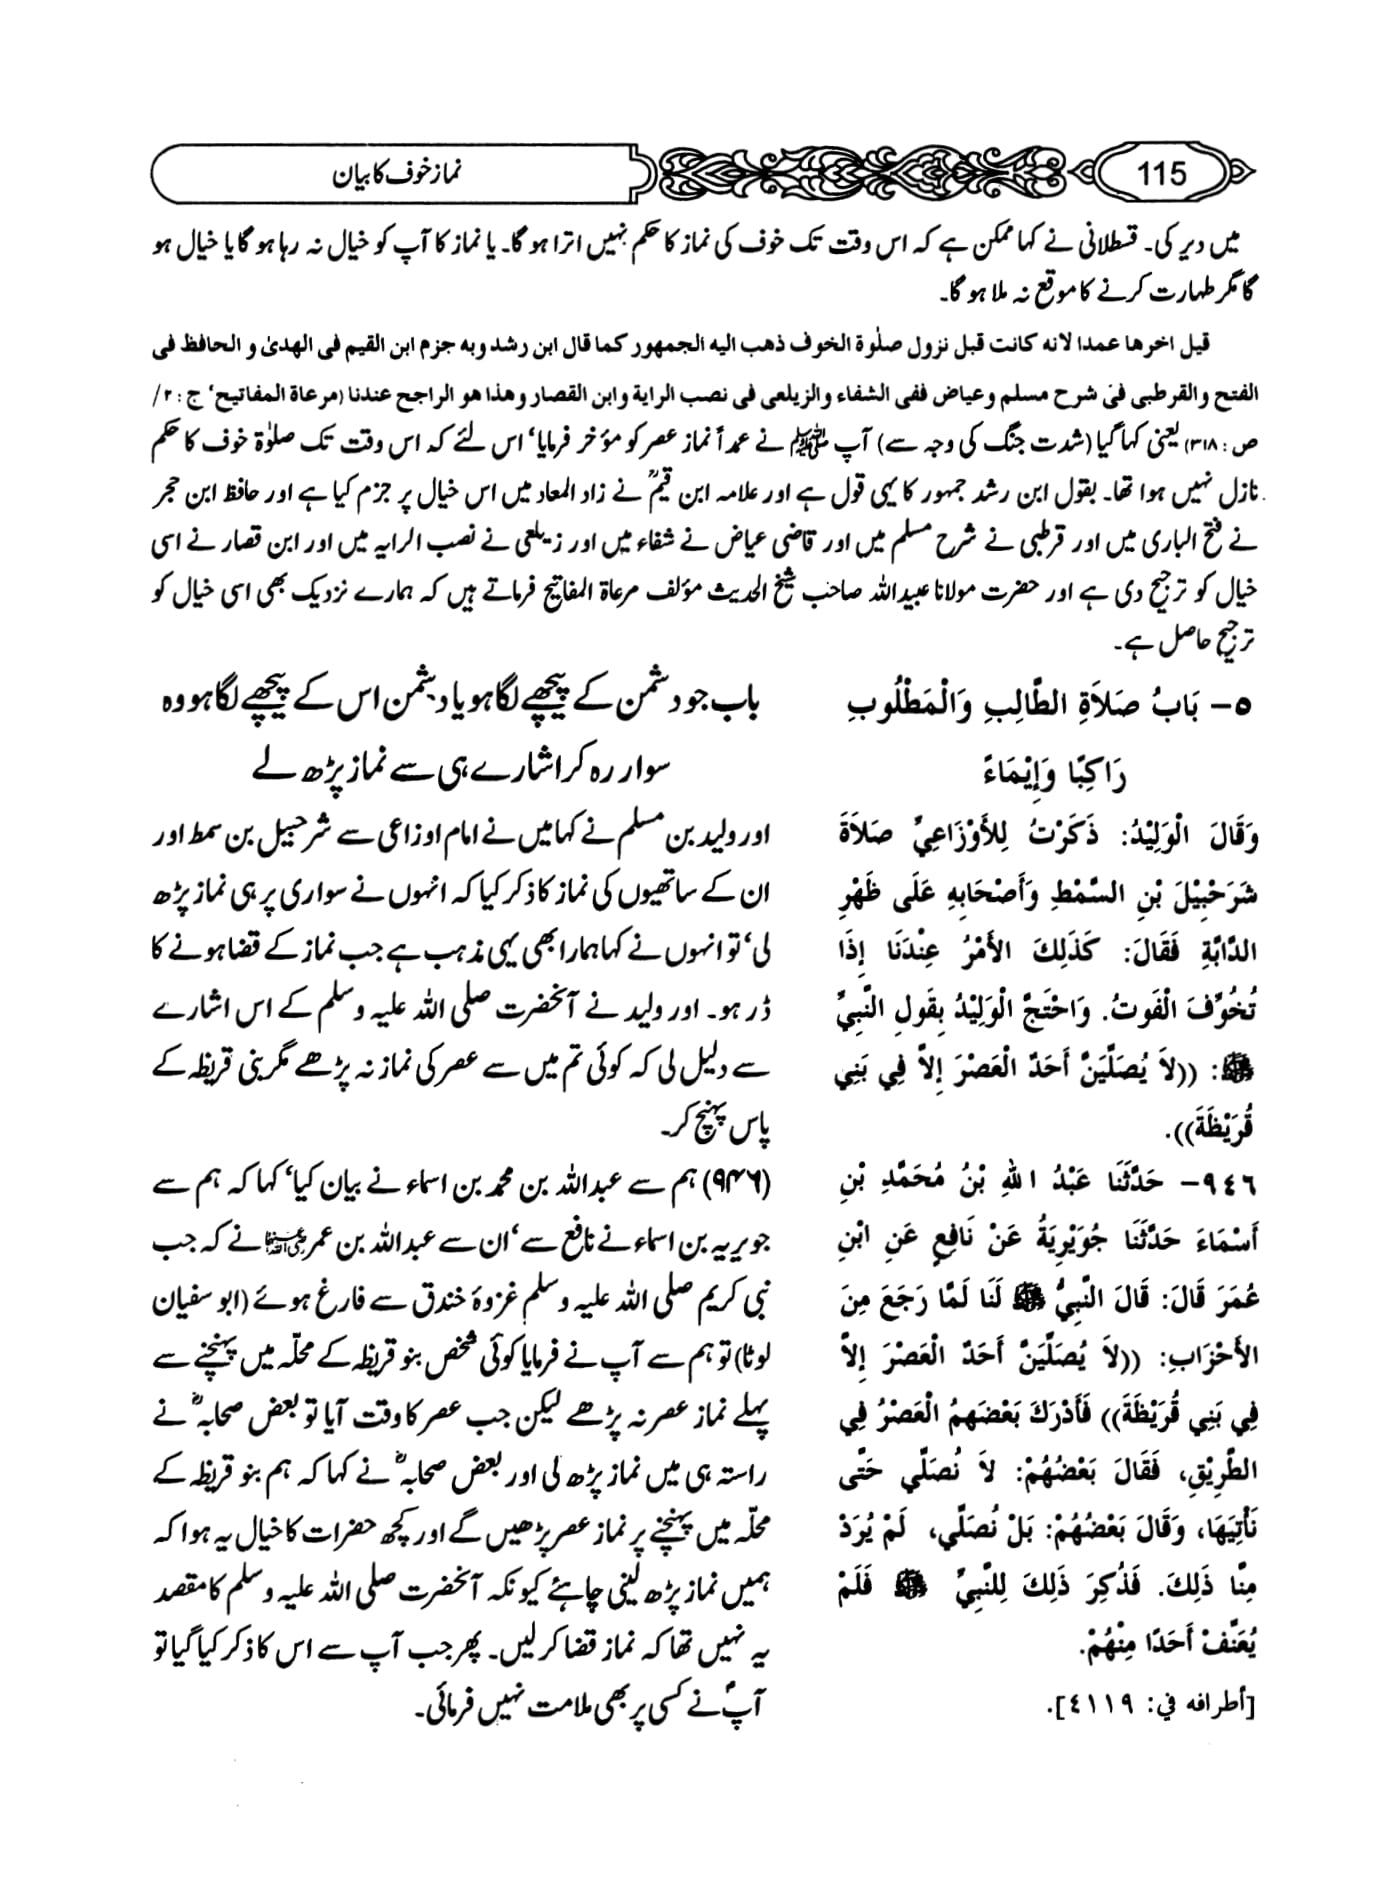 115
نماز خوف کا بیان
میں دیر کی۔ قسطلانی نے کہا ممکن ہے کہ اس وقت تک خوف کی نماز کا حکم نہیں اترا ہو گا۔ یا نماز کا آپ کو خیال نہ رہا ہو گا یا خیال ہو
گا مگر طہارت کرنے کا موقع نہ ملا ہو گا۔
قیل اخرھا عمدا لانه کانت قبل نزول صلٰوة الخوف ذھب الیه الجمھور کما قال ابن رشد وبه جزم ابن القیم فی الھدیٰ و الحافظ فی
الفتح والقرطبی فی شرح مسلم وعیاض فقی الشفاء والزیلعی فی نصب الرایة وابن القصار وھذا ھو الراجح عندنا (مرعاة المفاتیح‘ ج : ۲ /
ص : ۳۱۸) یعنی کہا گیا (شدت جنگ کی وجہ سے) آپ ﷺ نے عمداً نماز عصر کو مؤخر فرمایا‘ اس لئے کہ اس وقت تک صلوٰۃ خوف کا حکم
نازل نہیں ہوا تھا۔ بقول ابن رشد جمہور کا یہی قول ہے اور علامہ ابن قیمؒ نے زاد المعاد میں اس خیال پر جزم کیا ہے اور حافظ ابن حجر
نے فتح الباری میں اور قرطبی نے شرح مسلم میں اور قاضی عیاض نے شفاء میں اور زیلعی نے نصب الرایہ میں اور ابن قصار نے اسی
خیال کو ترجیح دی ہے اور حضرت مولانا عبیداللہ صاحب شیخ الحدیث مؤلف مرعاۃ المفاتیح فرماتے ہیں کہ ہمارے نزدیک بھی اسی خیال کو
ترجیح حاصل ہے۔
٥- بَابُ صَلاَةِ الطَّالِبِ وَالْمَطْلُوبِ
رَاكِبًا وَإِيْمَاءً
وَقَالَ الْوَلِيْدُ: ذَكَرْتُ لِلأَوْزَاعِيِّ صَلاَةَ
شَرَحْبِيْلَ بْنِ السِّمْطِ وَأَصْحَابِهِ عَلَى ظَهْرِ
الدَّابَّةِ فَقَالَ: كَذَلِكَ الأَمْرُ عِنْدَنَا إِذَا
تُخُوِّفَ الْفَوتُ. وَاحْتَجَّ الْوَلِيْدُ بِقَولِ النَّبِيِّ
ﷺ: ((لاَ يُصَلِّيَنَّ أَحَدٌ الْعَصْرَ إِلاَّ فِي بَنِي
قُرَيْظَةَ)).
٩٤٦- حَدَّثَنَا عَبْدُ اللهِ بْنُ مُحَمَّدِ بْنِ
أَسْمَاءَ حَدَّثَنَا جُوَيْرِيَةُ عَنْ نَافِعٍ عَنِ ابْنِ
عُمَرَ قَالَ: قَالَ النَّبِيُّ ﷺ لَنَا لَمَّا رَجَعَ مِنَ
الأَحْزَابِ: ((لاَ يُصَلِّيَنَّ أَحَدٌ الْعَصْرَ إِلاَّ
فِي بَنِي قُرَيْظَةَ)) فَأَدْرَكَ بَعْضَهُمُ الْعَصْرُ فِي
الطَّرِيْقِ، فَقَالَ بَعْضُهُمْ: لاَ نُصَلِّي حَتَّى
نَأْتِيَهَا، وَقَالَ بَعْضُهُمْ: بَلْ نُصَلِّي، لَمْ يُرَدْ
مِنَّا ذَلِكَ. فَذُكِرَ ذَلِكَ لِلنَّبِيِّ ﷺ فَلَمْ
يُعَنِّفْ أَحَدًا مِنْهُمْ.
[أطرافه في: ٤١١٩].
باب جو دشمن کے پیچھے لگا ہو یا دشمن اس کے پیچھے لگا ہو وہ
سوار رہ کر اشارے ہی سے نماز پڑھ لے
اور ولید بن مسلم نے کہا میں نے امام اوزاعی سے شرحبیل بن سمط اور
ان کے ساتھیوں کی نماز کا ذکر کیا کہ انہوں نے سواری پر ہی نماز پڑھ
لی‘ تو انہوں نے کہا ہمارا بھی یہی مذہب ہے جب نماز کے قضا ہونے کا
ڈر ہو۔ اور ولید نے آنحضرت صلی اللہ علیہ وسلم کے اس اشارے
سے دلیل لی کہ کوئی تم میں سے عصر کی نماز نہ پڑھے مگر بنی قریظہ کے
پاس پہنچ کر۔
(۹۴۶) ہم سے عبداللہ بن محمد بن اسماء نے بیان کیا‘ کہا کہ ہم سے
جویریہ بن اسماء نے نافع سے‘ ان سے عبداللہ بن عمر رضی اللہ عنہما نے کہ جب
نبی کریم صلی اللہ علیہ وسلم غزوۂ خندق سے فارغ ہوئے (ابو سفیان
لوٹا) تو ہم سے آپ نے فرمایا کوئی شخص بنو قریظہ کے محلّہ میں پہنچنے سے
پہلے نماز عصر نہ پڑھے لیکن جب عصر کا وقت آیا تو بعض صحابہؓ نے
راستہ ہی میں نماز پڑھ لی اور بعض صحابہؓ نے کہا کہ ہم بنو قریظہ کے
محلّہ میں پہنچنے پر نماز عصر پڑھیں گے اور کچھ حضرات کا خیال یہ ہوا کہ
ہمیں نماز پڑھ لینی چاہئے کیونکہ آنحضرت صلی اللہ علیہ وسلم کا مقصد
یہ نہیں تھا کہ نماز قضا کر لیں۔ پھر جب آپ سے اس کا ذکر کیا گیا تو
آپؐ نے کسی پر بھی ملامت نہیں فرمائی۔